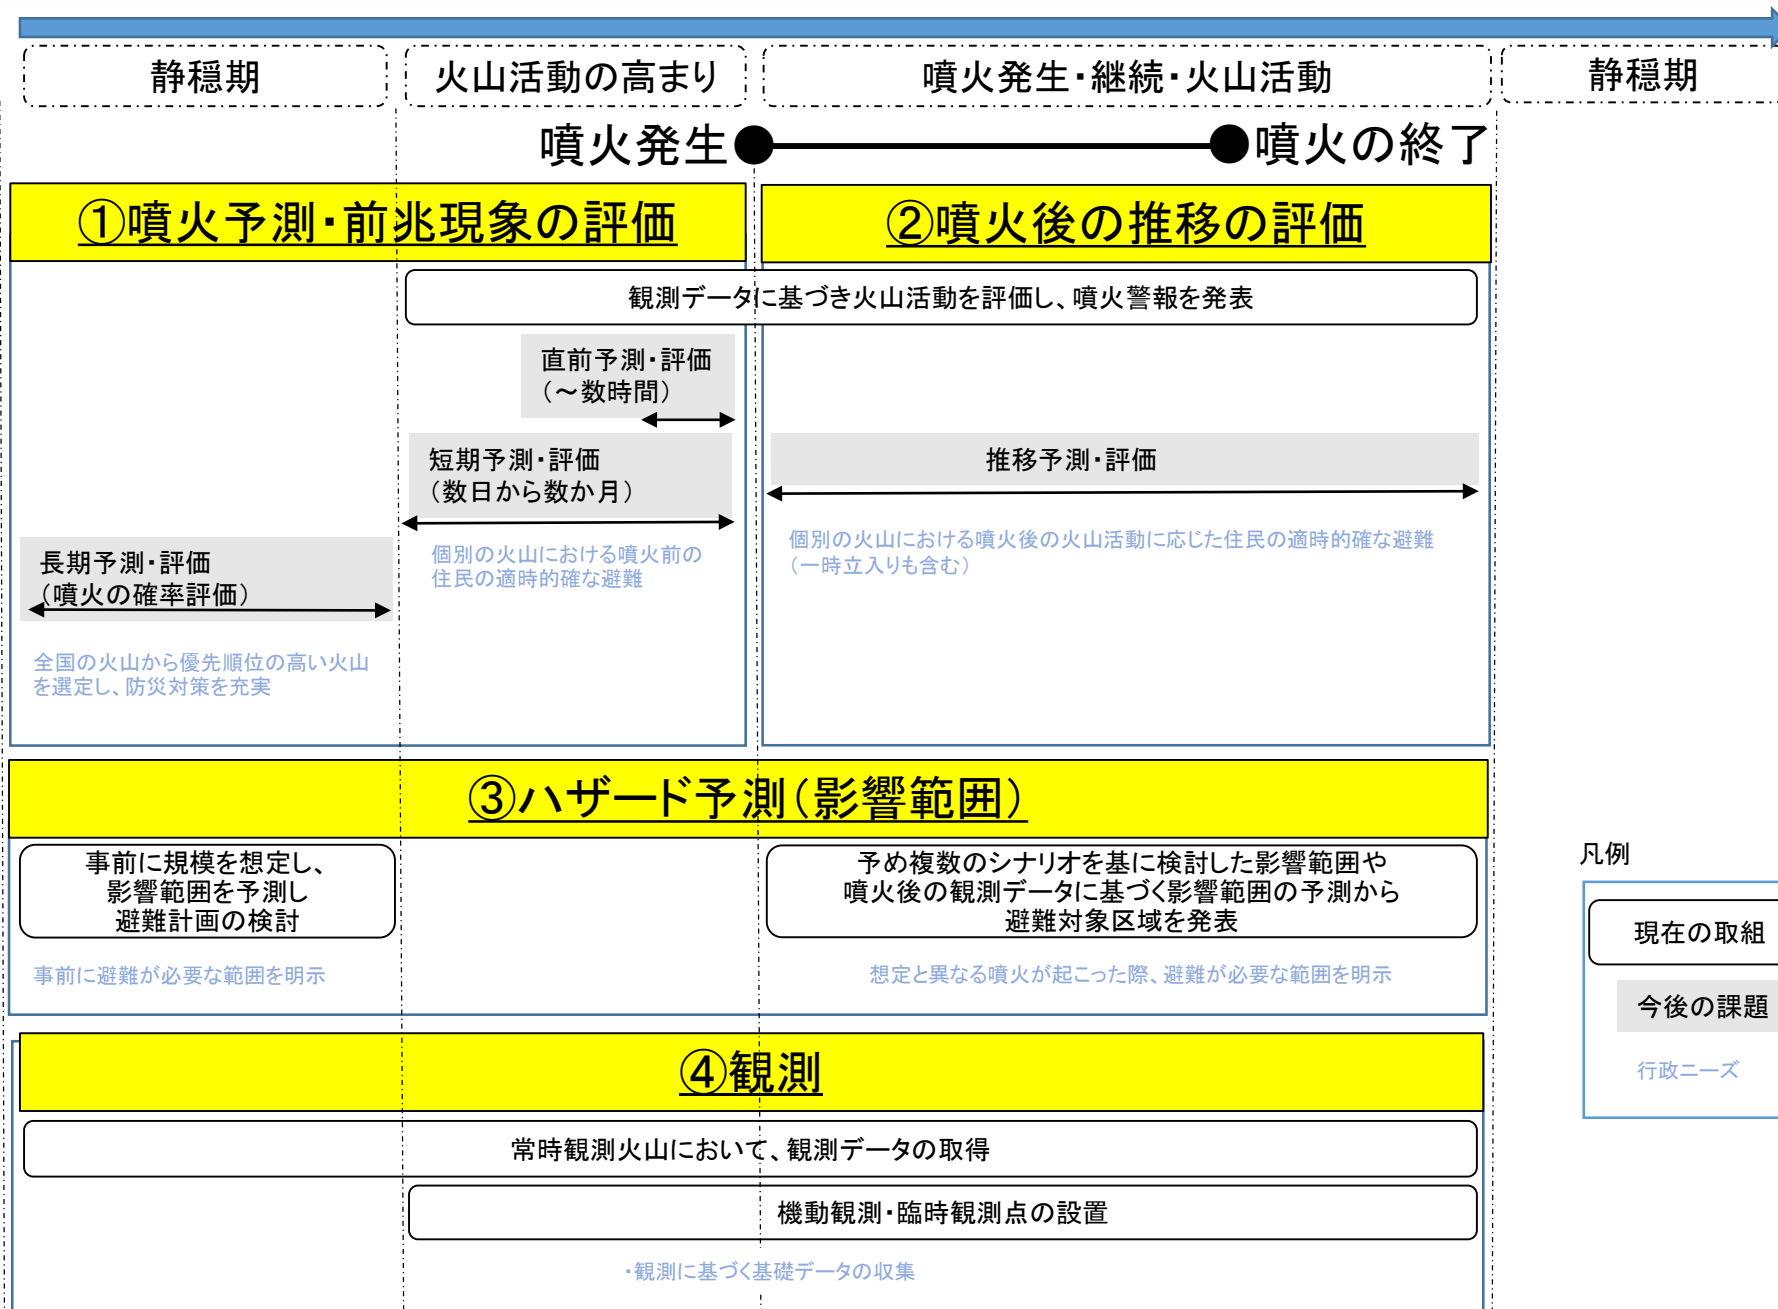 静穏期
火山活動の高まり
噴火発生・継続・火山活動
静穏期
噴火発生
噴火の終了
①噴火予測・前兆現象の評価
②噴火後の推移の評価
観測データに基づき火山活動を評価し、噴火警報を発表
直前予測・評価
（～数時間）
短期予測・評価
（数日から数か月）
推移予測・評価
個別の火山における噴火前の
住民の適時的確な避難
個別の火山における噴火後の火山活動に応じた住民の適時的確な避難
（一時立入りも含む）
長期予測・評価
（噴火の確率評価）
全国の火山から優先順位の高い火山
を選定し、防災対策を充実
③ハザード予測（影響範囲）
事前に規模を想定し、
影響範囲を予測し
避難計画の検討
予め複数のシナリオを基に検討した影響範囲や
噴火後の観測データに基づく影響範囲の予測から
避難対象区域を発表
事前に避難が必要な範囲を明示
想定と異なる噴火が起こった際、避難が必要な範囲を明示
④観測
常時観測火山において、観測データの取得
機動観測・臨時観測点の設置
・観測に基づく基礎データの収集
凡例
現在の取組
今後の課題
行政ニーズ